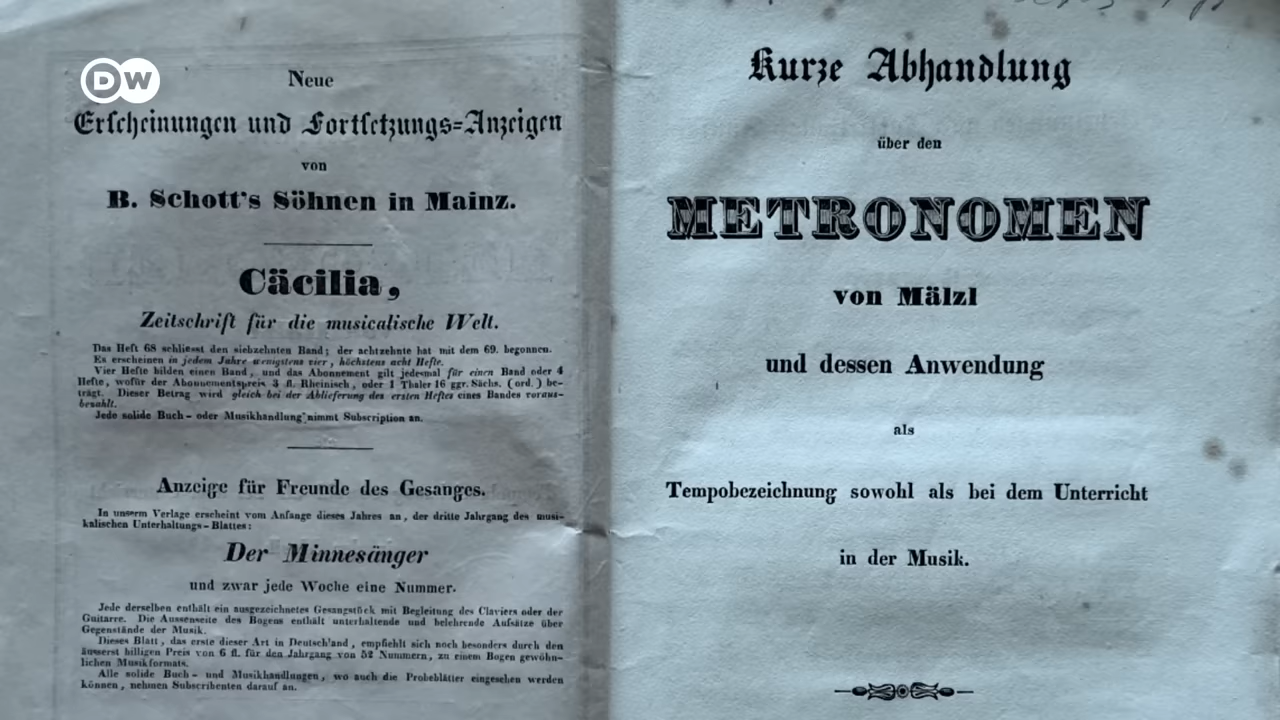 DW
Neue
Erscheinungen und Fortsetzungs=Anzeigen
von
B. Schott's Söhnen in Mainz.
Cäcilia,
Zeitschrift für die musicalische Welt.
Das Heft 68 schliesst den siebzehnten Band; der achtzehnte hat mit dem 69. begonnen.
Es erscheinen in jedem Jahre wenigstens vier, höchstens acht Hefte.
Vier Hefte bilden einen Band, und das Abonnement gilt jedesmal für einen Band oder 4
Hefte, wofür der Abonnementspreis 3 fl. Rheinisch, oder 1 Thaler 16 ggr. Sächs. (ord.) be-
trägt. Dieser Betrag wird gleich bei der Ablieferung des ersten Heftes eines Bandes voraus-
bezahlt.
Jede solide Buch- oder Musikhandlung nimmt Subscription an.
Anzeige für Freunde des Gesanges.
In unserm Verlage erscheint vom Anfange dieses Jahres an, der dritte Jahrgang des musi-
kalischen Unterhaltungs-Blattes:
Der Minnesänger
und zwar jede Woche eine Nummer.
Jede derselben enthält ein ausgezeichnetes Gesangstück mit Begleitung des Claviers oder der
Guitarre. Die Aussenseite des Bogens enthält unterhaltende und belehrende Aufsätze über
Gegenstände der Musik.
Dieses Blatt, das erste dieser Art in Deutschland, empfiehlt sich noch besonders durch den
äusserst billigen Preis von 6 fl. für den Jahrgang von 52 Nummern, zu einem Bogen gewöhn-
lichen Musikformats.
Alle solide Buch- und Musikhandlungen, wo auch die Probeblätter eingesehen werden
können, nehmen Subscribenten darauf an.
Kurze Abhandlung
über den
METRONOMEN
von Mälzl
und dessen Anwendung
als
Tempobezeichnung sowohl als bei dem Unterricht
in der Musik.